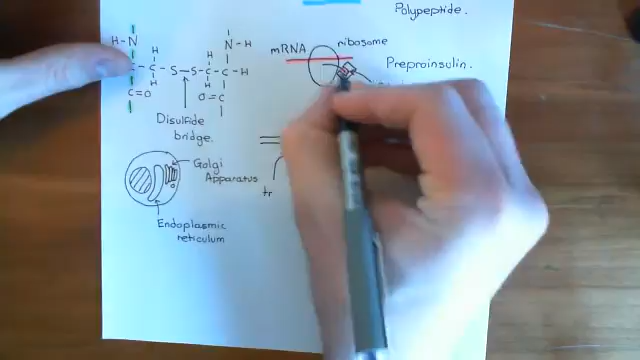 Polypeptide.
H-N
N-H
H
H
C-C-S-S-C-C-H
H
H
C=O
O=C
Disulfide
bridge.
mRNA
ribosome
Preproinsulin.
Golgi
Apparatus
Endoplasmic
reticulum
tr